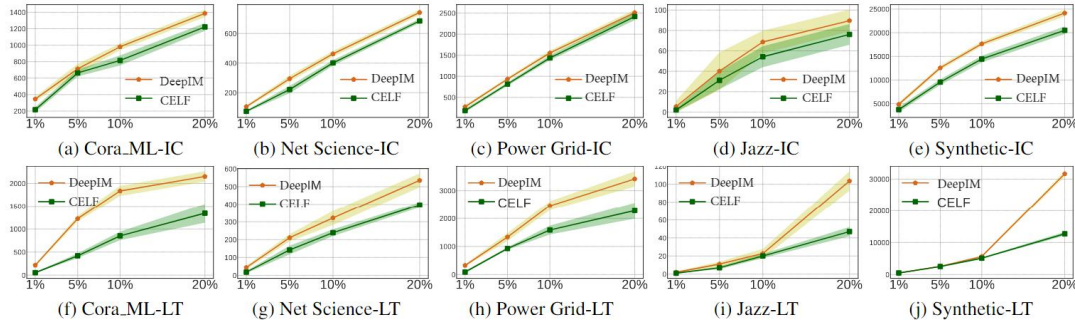 1400
1200
1000
800
600
400
200
DeepIM
CELF
1% 5% 10% 20%
(a) Cora_ML-IC
600
400
200
DeepIM
CELF
1% 5% 10% 20%
(b) Net Science-IC
2500
2000
1500
1000
500
DeepIM
CELF
1% 5% 10% 20%
(c) Power Grid-IC
100
80
60
40
20
0
DeepIM
CELF
1% 5% 10% 20%
(d) Jazz-IC
25000
20000
15000
10000
5000
DeepIM
CELF
1% 5% 10% 20%
(e) Synthetic-IC
2000
1500
1000
500
0
DeepIM
CELF
1% 5% 10% 20%
(f) Cora_ML-LT
600
500
400
300
200
100
0
DeepIM
CELF
1% 5% 10% 20%
(g) Net Science-LT
3000
2000
1000
0
DeepIM
CELF
1% 5% 10% 20%
(h) Power Grid-LT
120
100
80
60
40
20
0
DeepIM
CELF
1% 5% 10% 20%
(i) Jazz-LT
30000
20000
10000
0
DeepIM
CELF
1% 5% 10% 20%
(j) Synthetic-LT